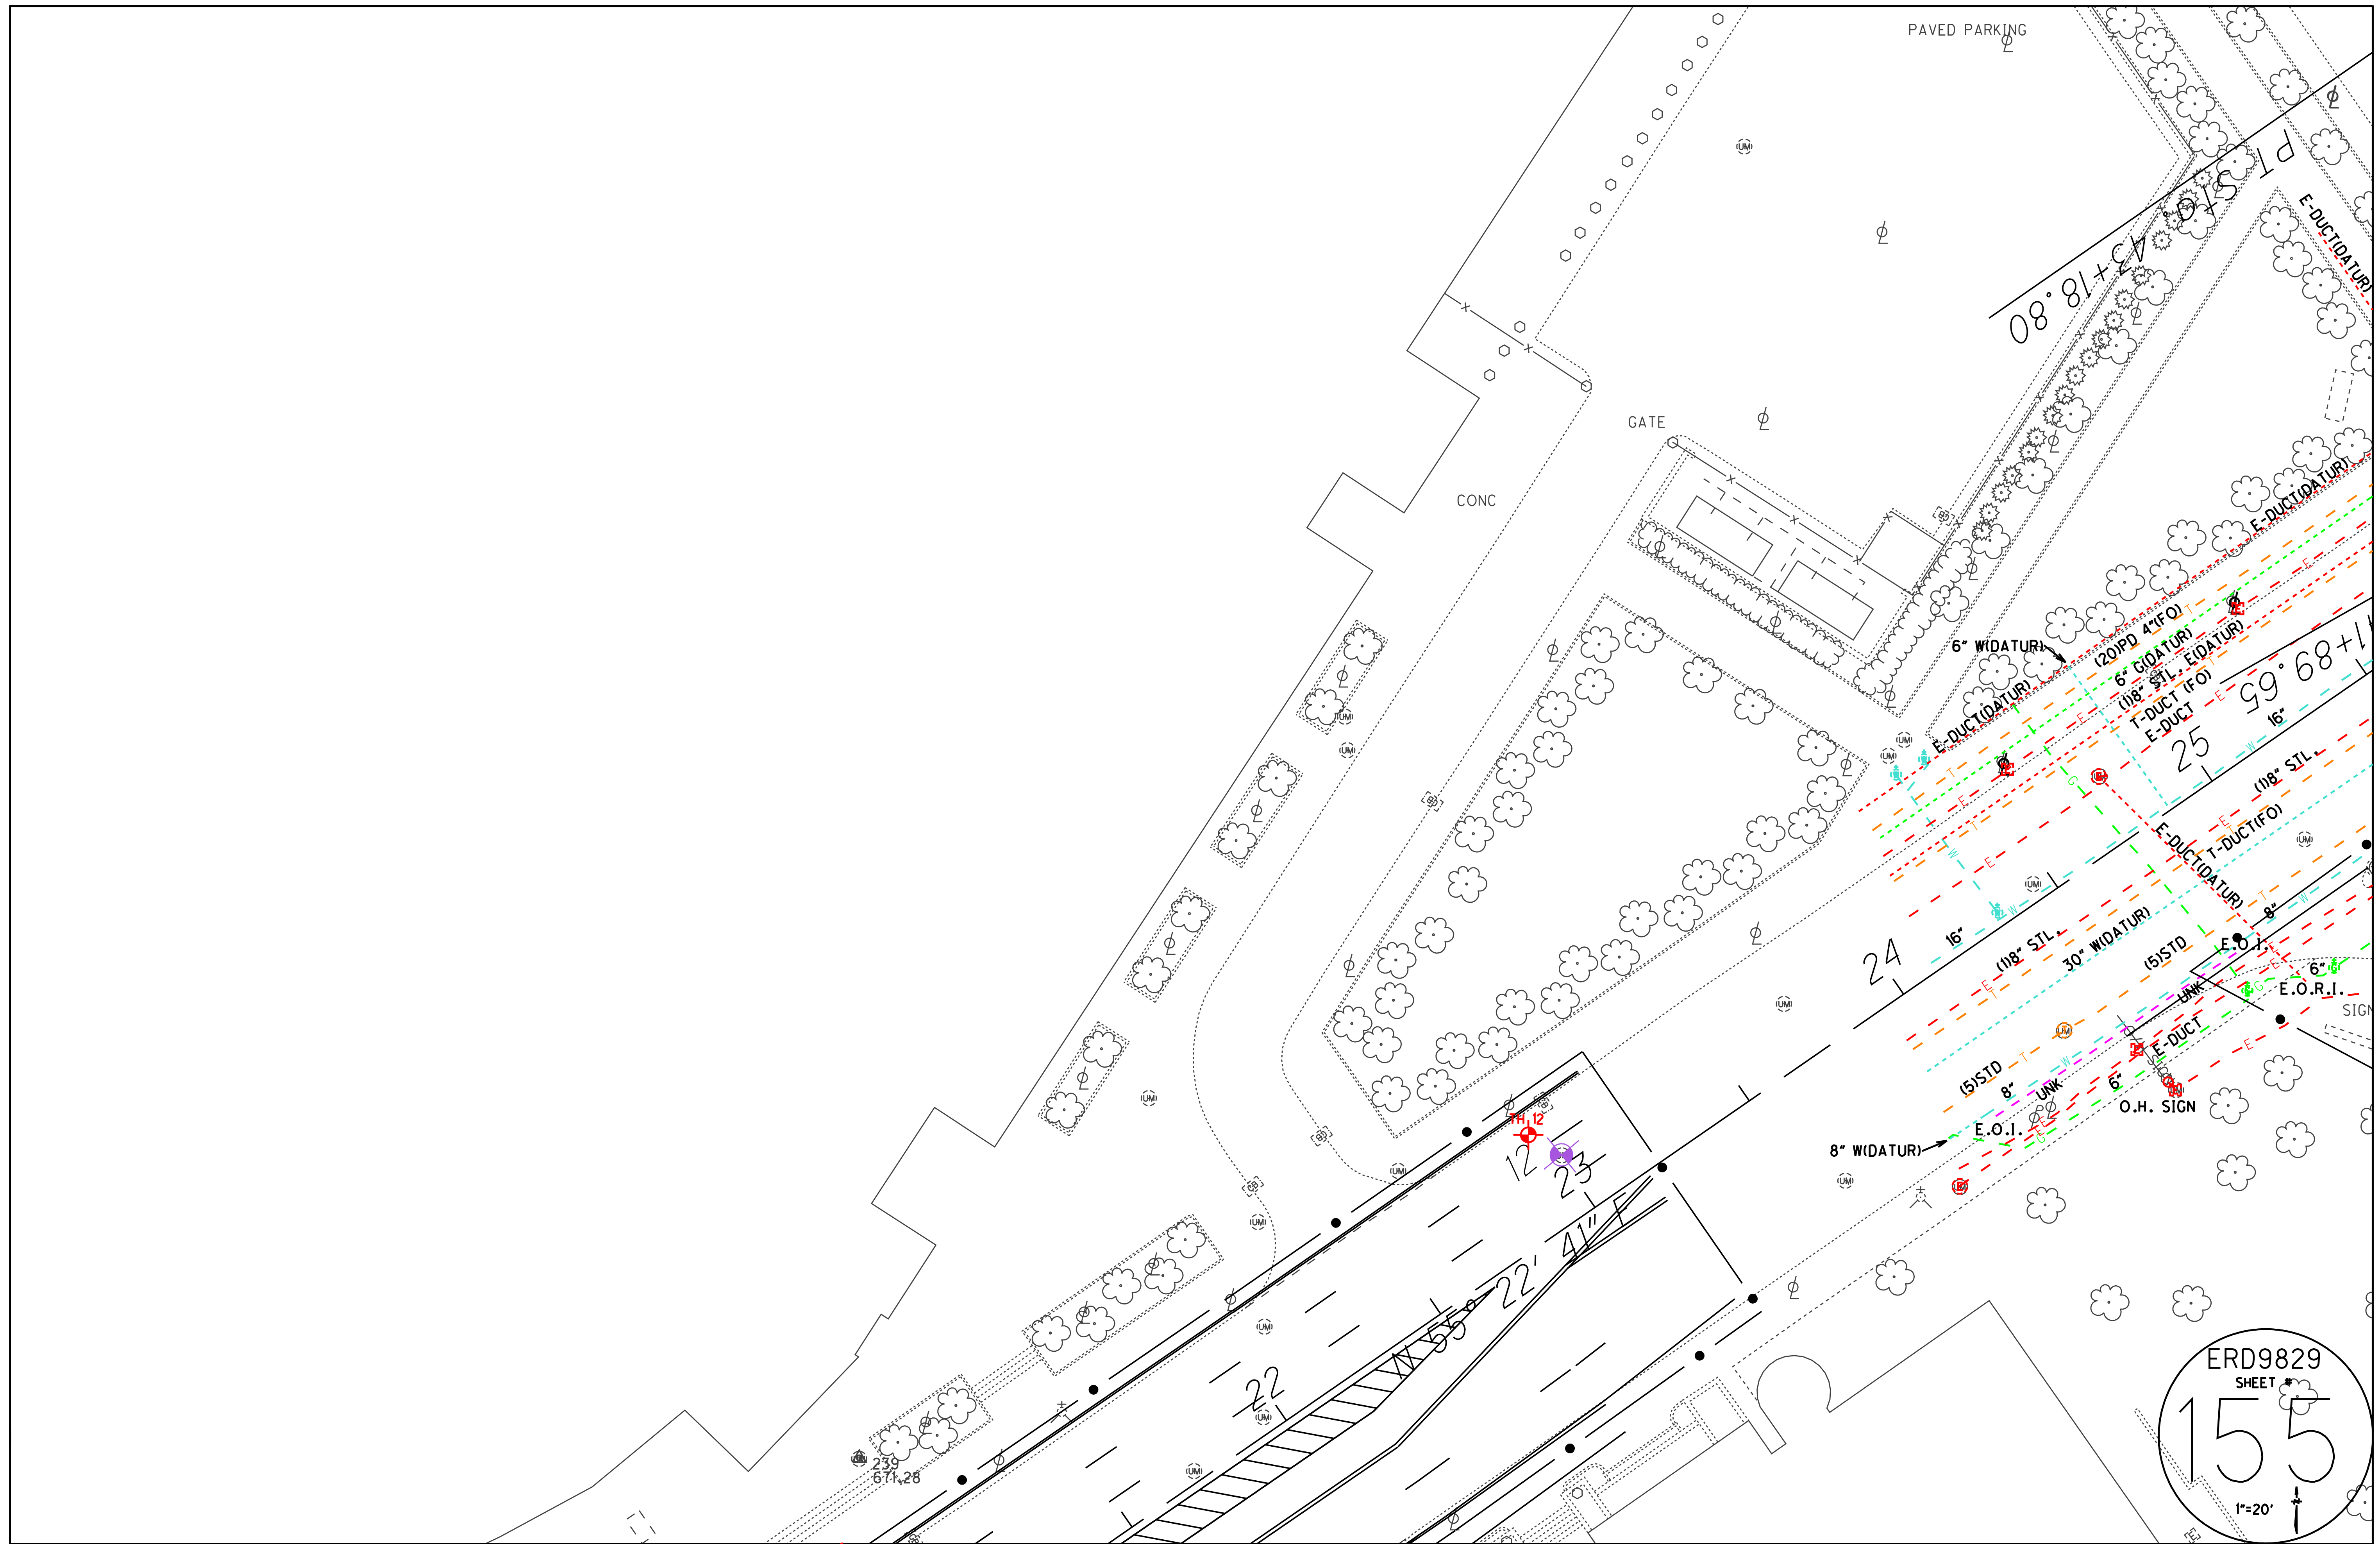 PAVED PARKING
PT Sta. 43+18.80
E-DUCT(DATUR)
GATE
CONC
E-DUCT(DATUR)
6" W(DATUR)
(20)PD 4"(FO)
6" G(DATUR)
(1)8" STL. E(DATUR)
T-DUCT (FO)
E-DUCT
E-DUCT(DATUR)
41+89.65
25
16"
(1)8" STL.
T-DUCT(FO)
E-DUCT(DATUR)
8"
24
16"
(1)8" STL.
30" W(DATUR)
(5)STD
E.O.I.
6"
E.O.R.I.
SIGN
UNK
E-DUCT
(5)STD
8"
UNK
6"
O.H. SIGN
E.O.I.
8" W(DATUR)
TH 12
12
23
N 55° 22' 41" E
22
239
671.28
ERD9829
SHEET #
155
1"=20'